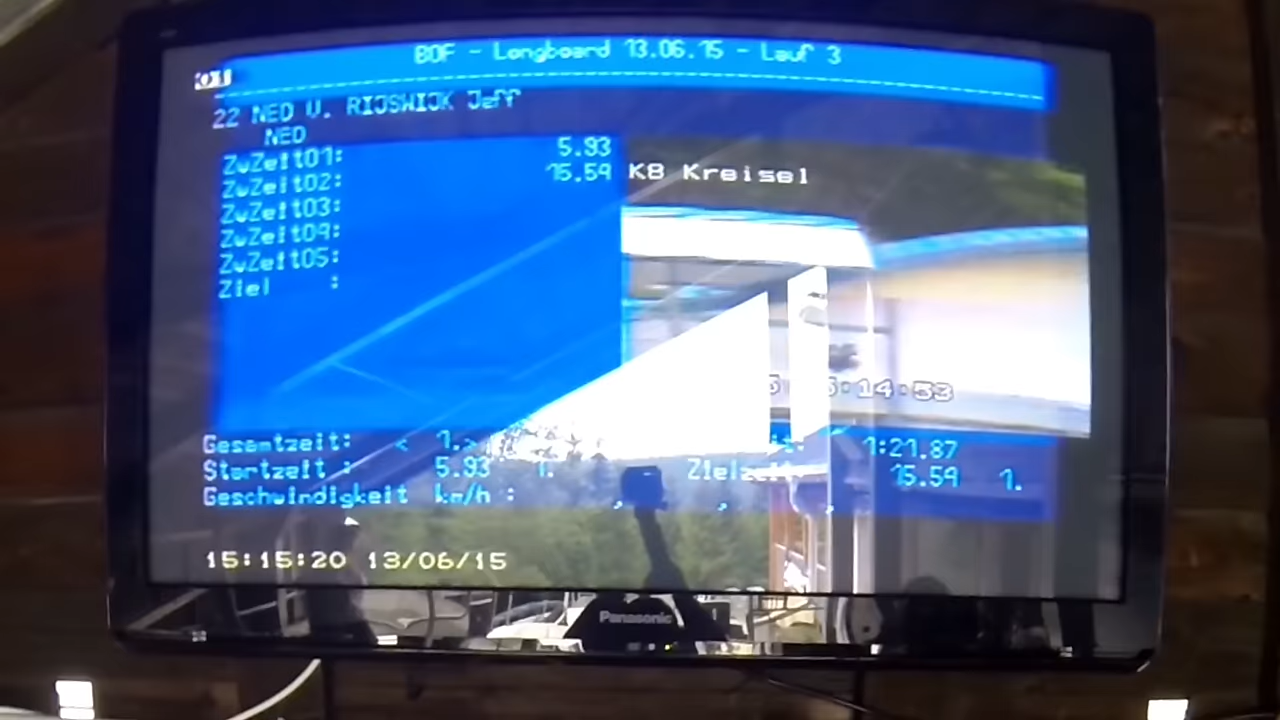 BOF - Longboard 13.06.15 - Lauf 3
22 NED V. RIJSWIJK Jeff
NED
ZwZeit01: 5.93
ZwZeit02: 15.59 K8 Kreisel
ZwZeit03:
ZwZeit04:
ZwZeit05:
Ziel :
:14:53
Gesamtzeit: < 1.> 1:21.87
Startzeit : 5.93 1. Zielzeit: 15.59 1.
Geschwindigkeit km/h : , , ,
15:15:20 13/06/15
Panasonic